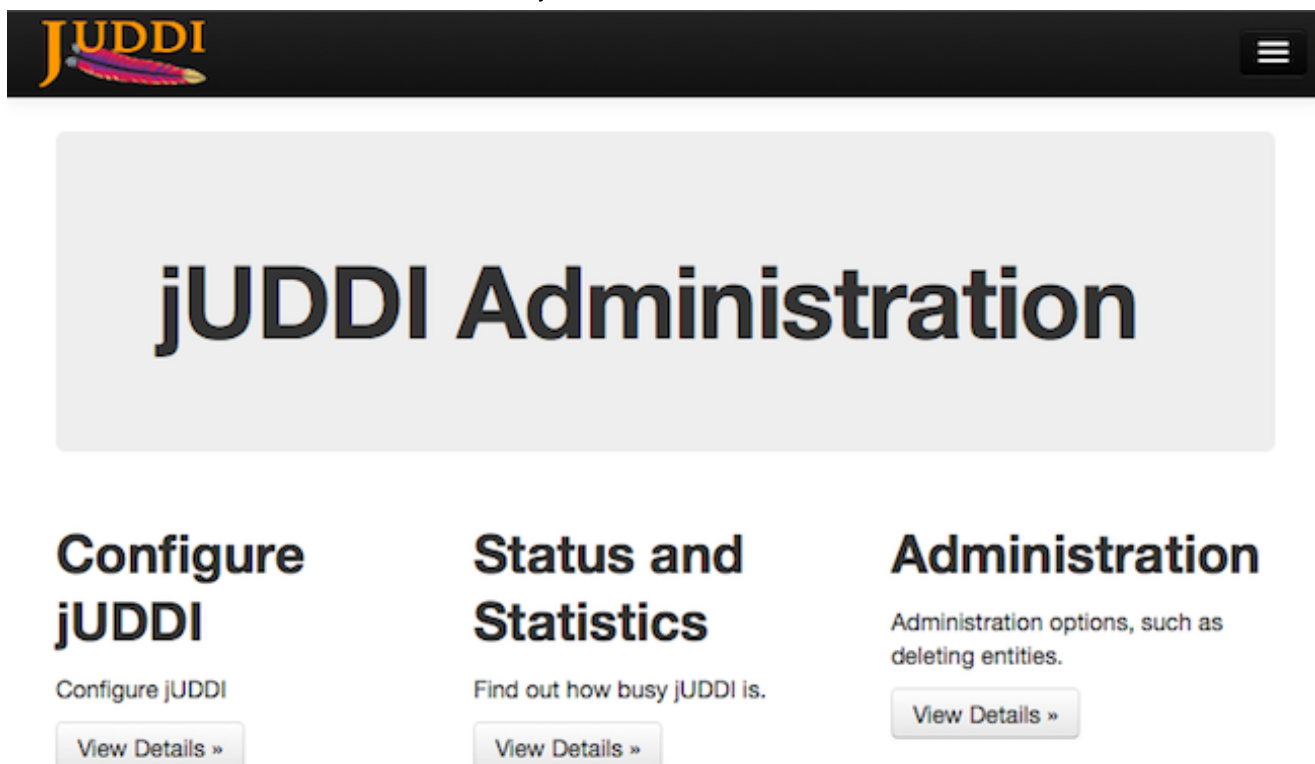 JUDDI
jUDDI Administration
Configure
jUDDI
Configure jUDDI
View Details »
Status and
Statistics
Find out how busy jUDDI is.
View Details »
Administration
Administration options, such as
deleting entities.
View Details »